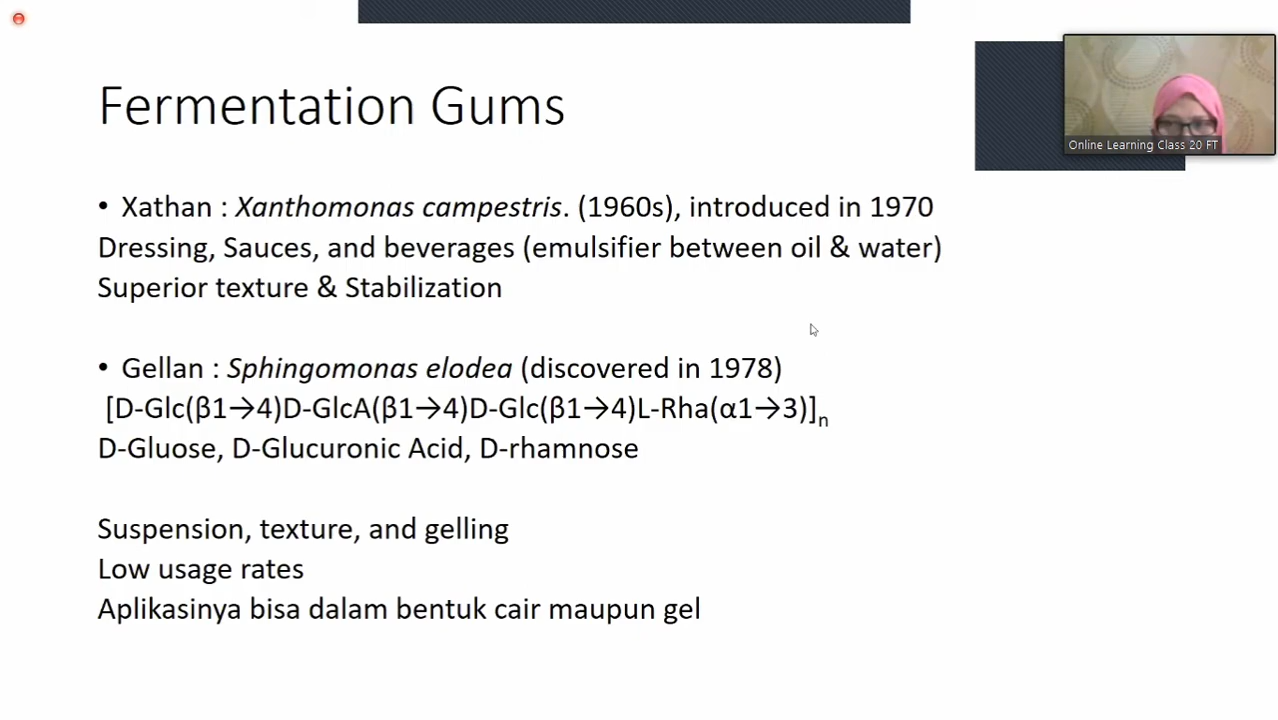 Online Learning Class 20 FT
Fermentation Gums
• Xathan : Xanthomonas campestris. (1960s), introduced in 1970
Dressing, Sauces, and beverages (emulsifier between oil & water)
Superior texture & Stabilization
• Gellan : Sphingomonas elodea (discovered in 1978)
[D-Glc(β1→4)D-GlcA(β1→4)D-Glc(β1→4)L-Rha(α1→3)]n
D-Gluose, D-Glucuronic Acid, D-rhamnose
Suspension, texture, and gelling
Low usage rates
Aplikasinya bisa dalam bentuk cair maupun gel